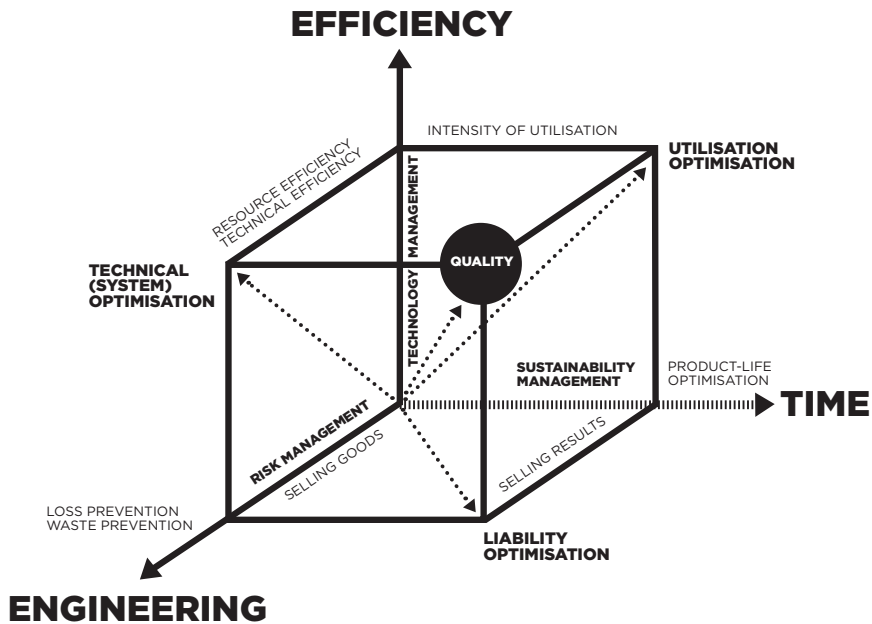 EFFICIENCY
INTENSITY OF UTILISATION
UTILISATION
OPTIMISATION
RESOURCE EFFICIENCY
TECHNICAL EFFICIENCY
TECHNOLOGY MANAGEMENT
QUALITY
TECHNICAL
(SYSTEM)
OPTIMISATION
SUSTAINABILITY
MANAGEMENT
PRODUCT-LIFE
OPTIMISATION
TIME
RISK MANAGEMENT
SELLING GOODS
SELLING RESULTS
LOSS PREVENTION
WASTE PREVENTION
LIABILITY
OPTIMISATION
ENGINEERING